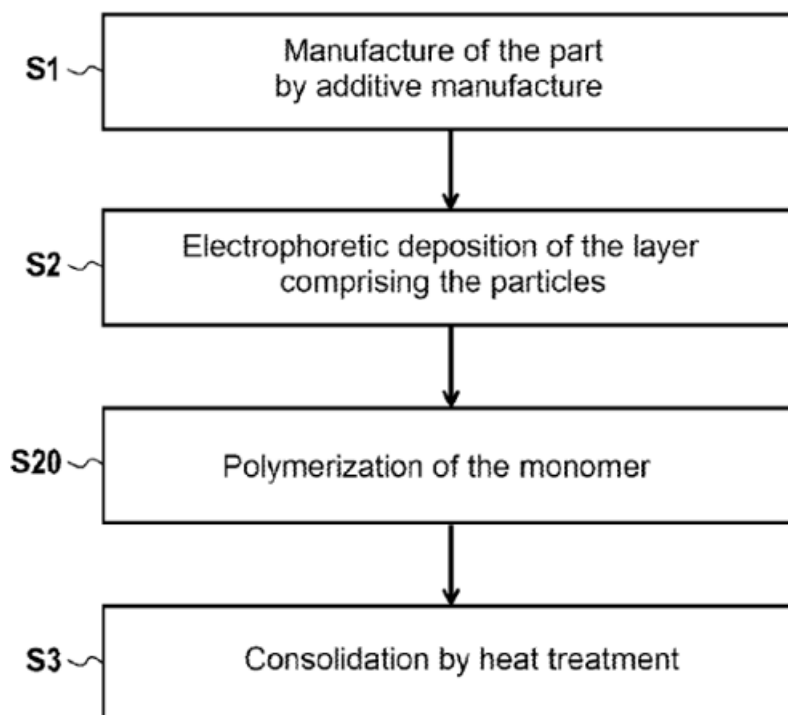 S1
Manufacture of the part
by additive manufacture
S2
Electrophoretic deposition of the layer
comprising the particles
S20
Polymerization of the monomer
S3
Consolidation by heat treatment